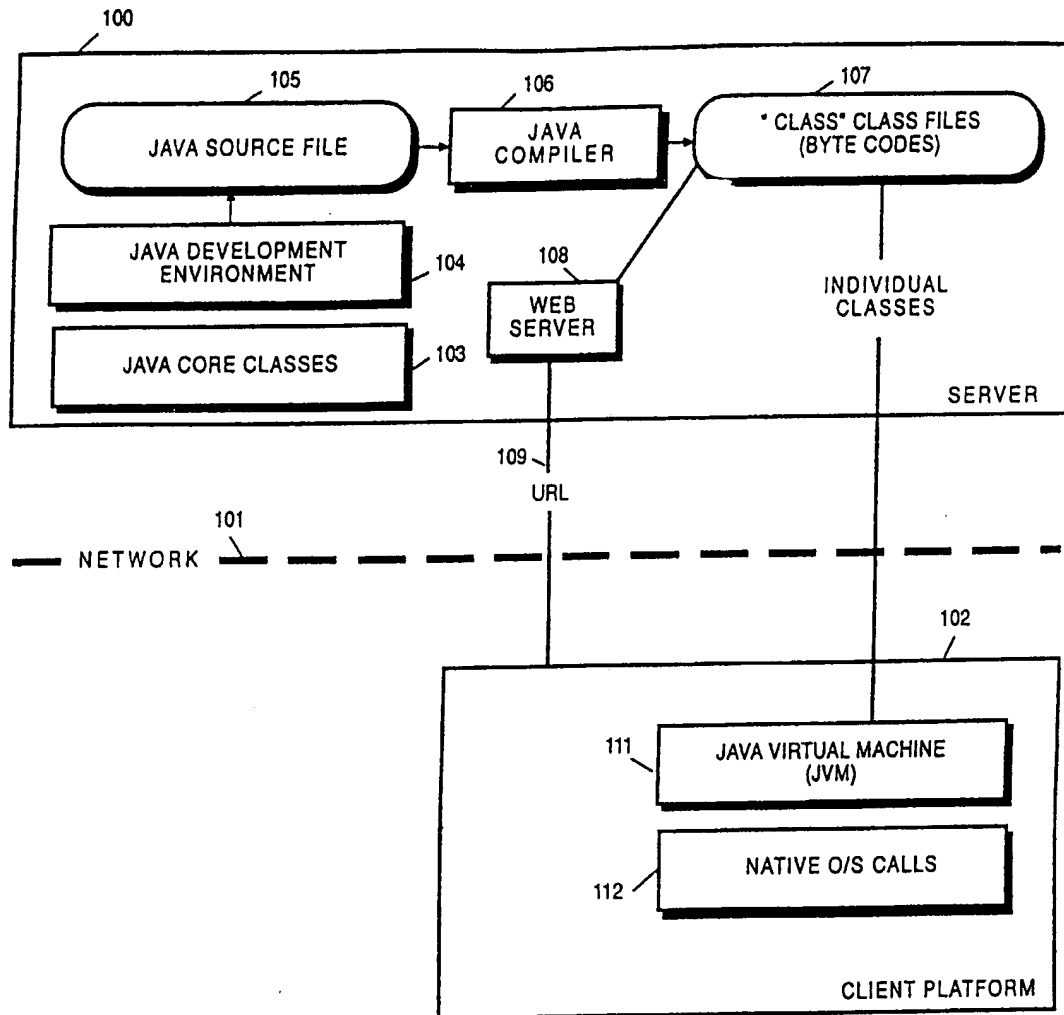 100
105
106
107
JAVA SOURCE FILE
JAVA
COMPILER
" CLASS" CLASS FILES
(BYTE CODES)
JAVA DEVELOPMENT
ENVIRONMENT
104
108
WEB
SERVER
INDIVIDUAL
CLASSES
JAVA CORE CLASSES
103
SERVER
109
URL
101
NETWORK
102
111
JAVA VIRTUAL MACHINE
(JVM)
NATIVE O/S CALLS
112
CLIENT PLATFORM